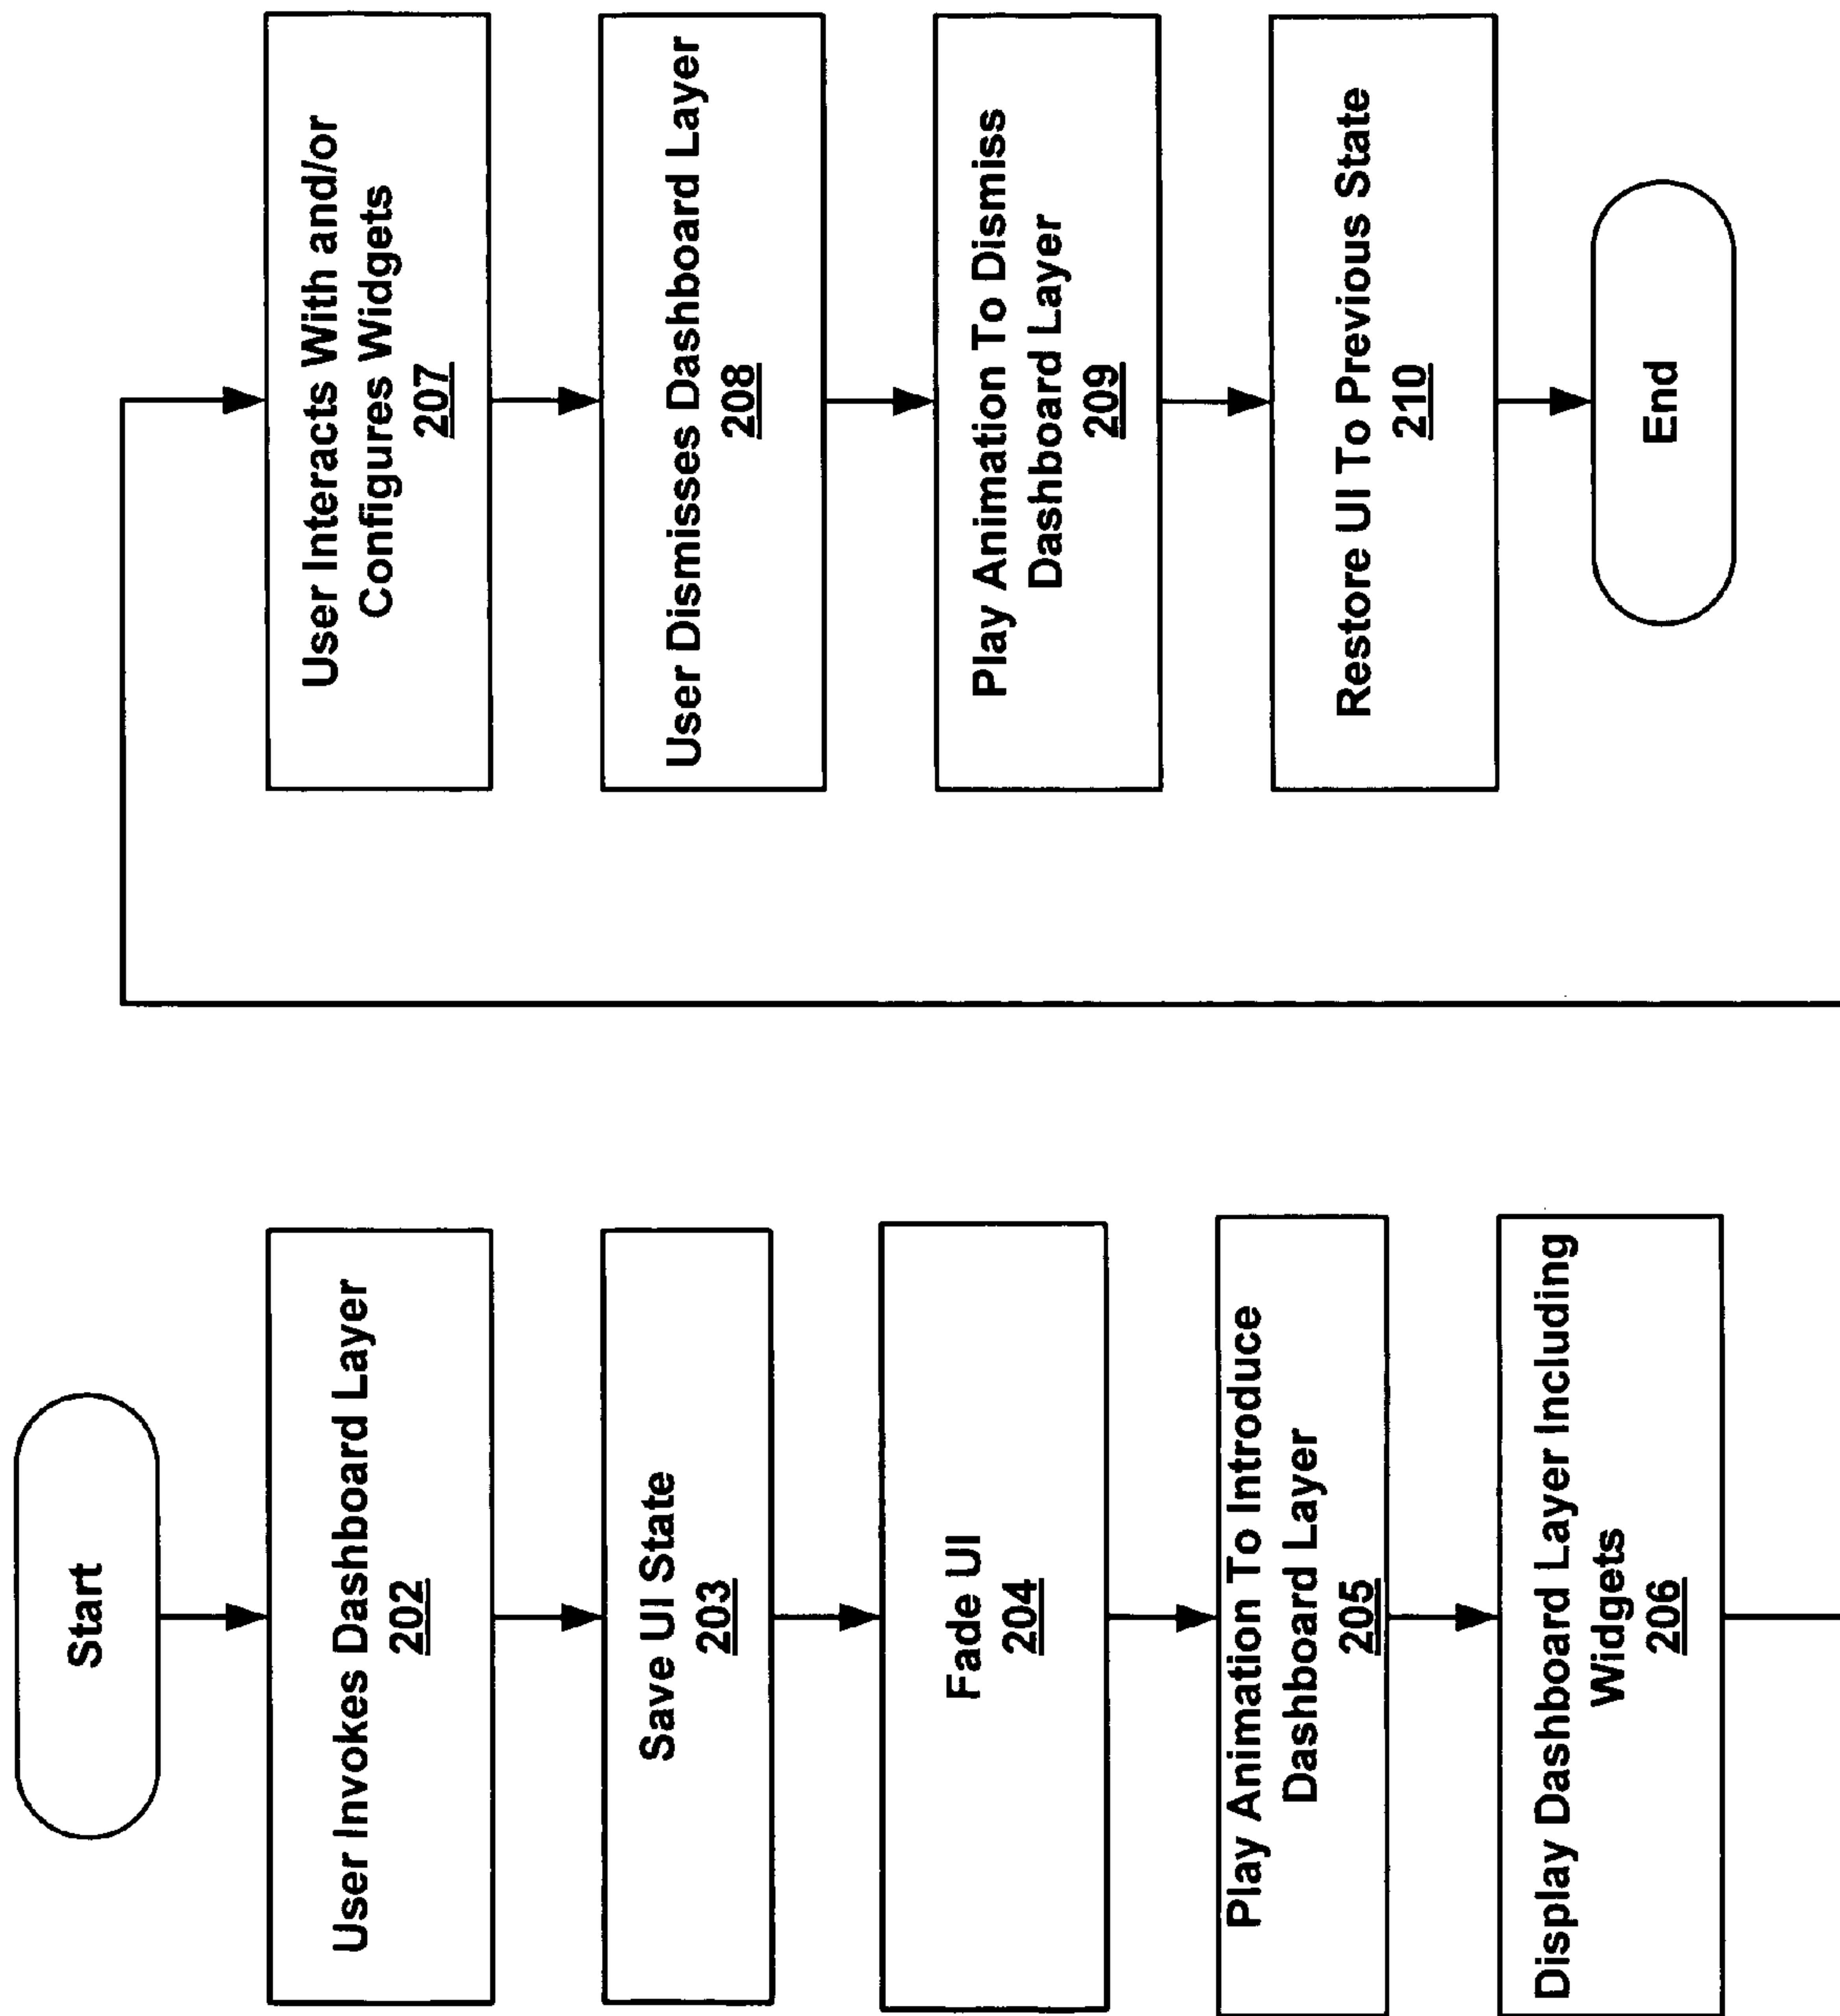 Start
User Invokes Dashboard Layer
202
Save UI State
203
Fade UI
204
Play Animation To Introduce
Dashboard Layer
205
Display Dashboard Layer Including
Widgets
206
User Interacts With and/or
Configures Widgets
207
User Dismisses Dashboard Layer
208
Play Animation To Dismiss
Dashboard Layer
209
Restore UI To Previous State
210
End